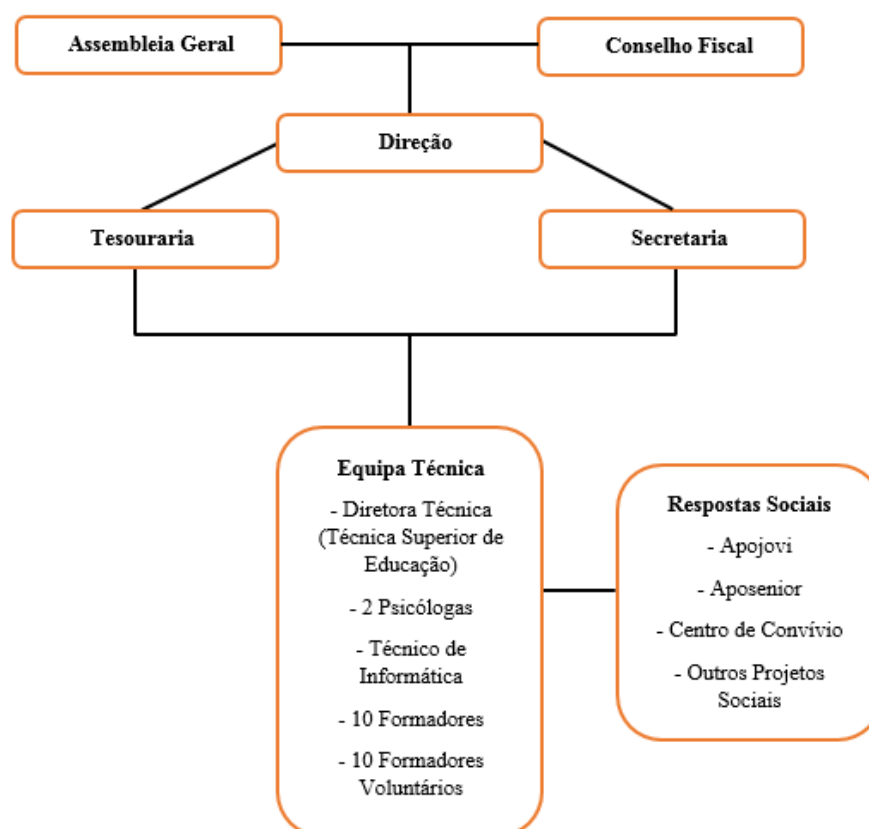 Assembleia Geral
Conselho Fiscal
Direção
Tesouraria
Secretaria
Equipa Técnica
- Diretora Técnica
(Técnica Superior de
Educação)
- 2 Psicólogas
- Técnico de
Informática
- 10 Formadores
- 10 Formadores
Voluntários
Respostas Sociais
- Apojovi
- Aposenior
- Centro de Convívio
- Outros Projetos
Sociais